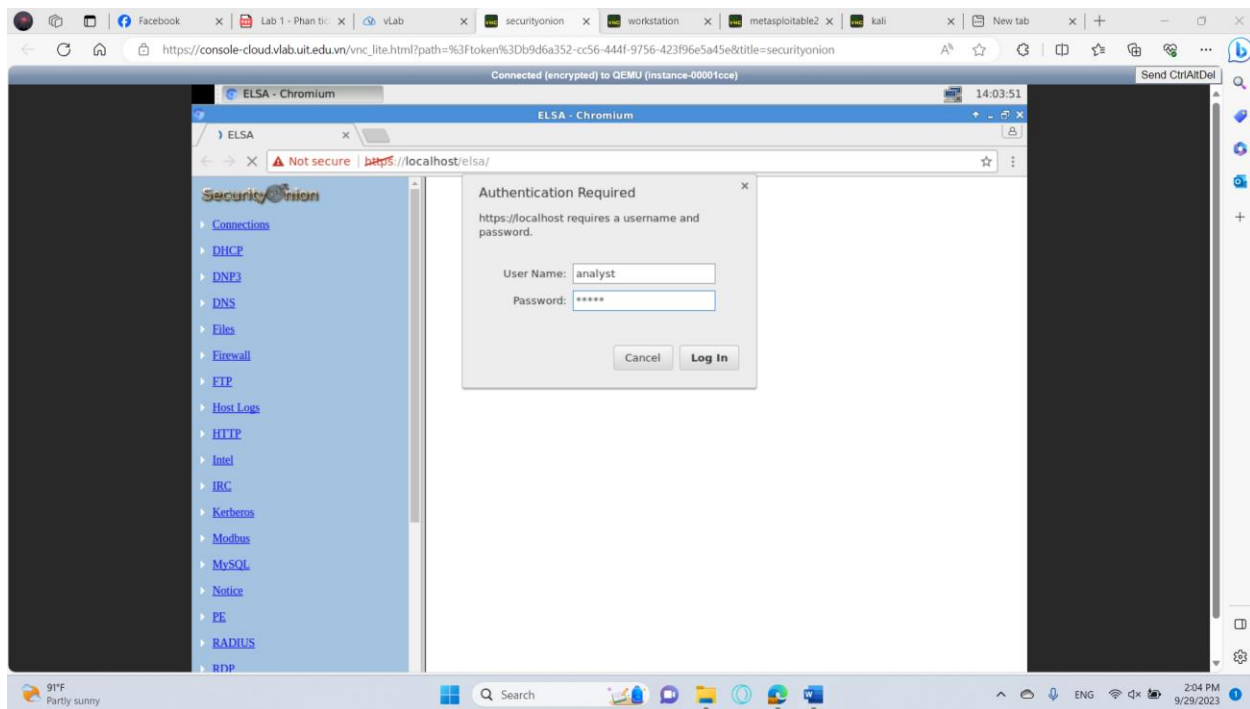 Facebook
Lab 1 - Phan tíc
vLab
securityonion
workstation
metasploitable2
kali
New tab
https://console-cloud.vlab.uit.edu.vn/vnc_lite.html?path=%3Ftoken%3Db9d6a352-cc56-444f-9756-423f96e5a45e&title=securityonion
Connected (encrypted) to QEMU (instance-00001cce)
Send CtrlAltDel
ELSA - Chromium
14:03:51
ELSA - Chromium
ELSA
Not secure | https://localhost/elsa/
SecurityOnion
Connections
DHCP
DNP3
DNS
Files
Firewall
FTP
Host Logs
HTTP
Intel
IRC
Kerberos
Modbus
MySQL
Notice
PE
RADIUS
RDP
Authentication Required
https://localhost requires a username and
password.
User Name: analyst
Password: *****
Cancel
Log In
91°F
Partly sunny
Search
ENG
2:04 PM
9/29/2023
1